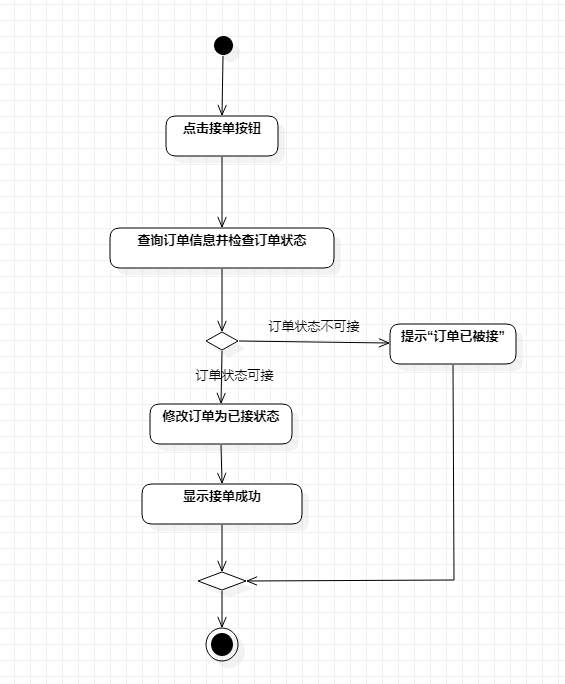 点击接单按钮
查询订单信息并检查订单状态
订单状态不可接
提示“订单已被接”
订单状态可接
修改订单为已接状态
显示接单成功